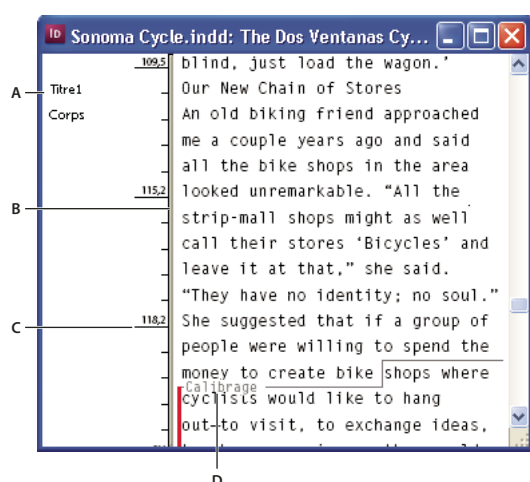 Sonoma Cycle.indd: The Dos Ventanas Cy...
109,5 blind, just load the wagon.’
A Titre1 Our New Chain of Stores
Corps An old biking friend approached
me a couple years ago and said
all the bike shops in the area
115,2 looked unremarkable. “All the
B strip-mall shops might as well
call their stores ‘Bicycles’ and
leave it at that,” she said.
“They have no identity; no soul.”
C 118,2 She suggested that if a group of
people were willing to spend the
money to create bike shops where
Calibrage
cyclists would like to hang
out to visit, to exchange ideas,
D